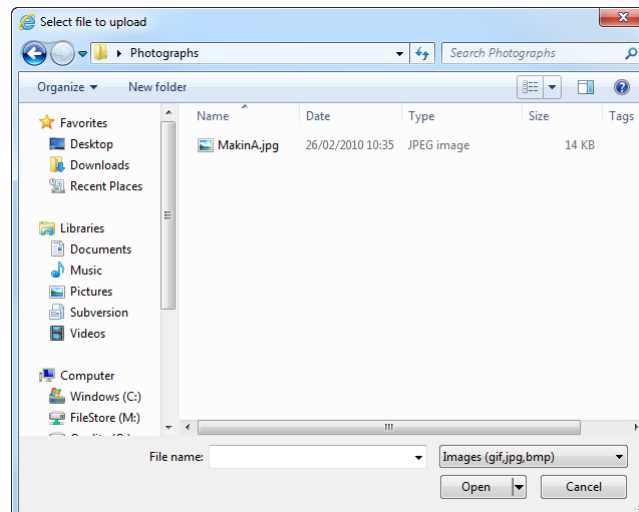 Select file to upload
Photographs
Search Photographs
Organize New folder
Name Date Type Size Tags
MakinA.jpg 26/02/2010 10:35 JPEG image 14 KB
Favorites
Desktop
Downloads
Recent Places
Libraries
Documents
Music
Pictures
Subversion
Videos
Computer
Windows (C:)
FileStore (M:)
File name: Images (gif,jpg,bmp)
Open Cancel